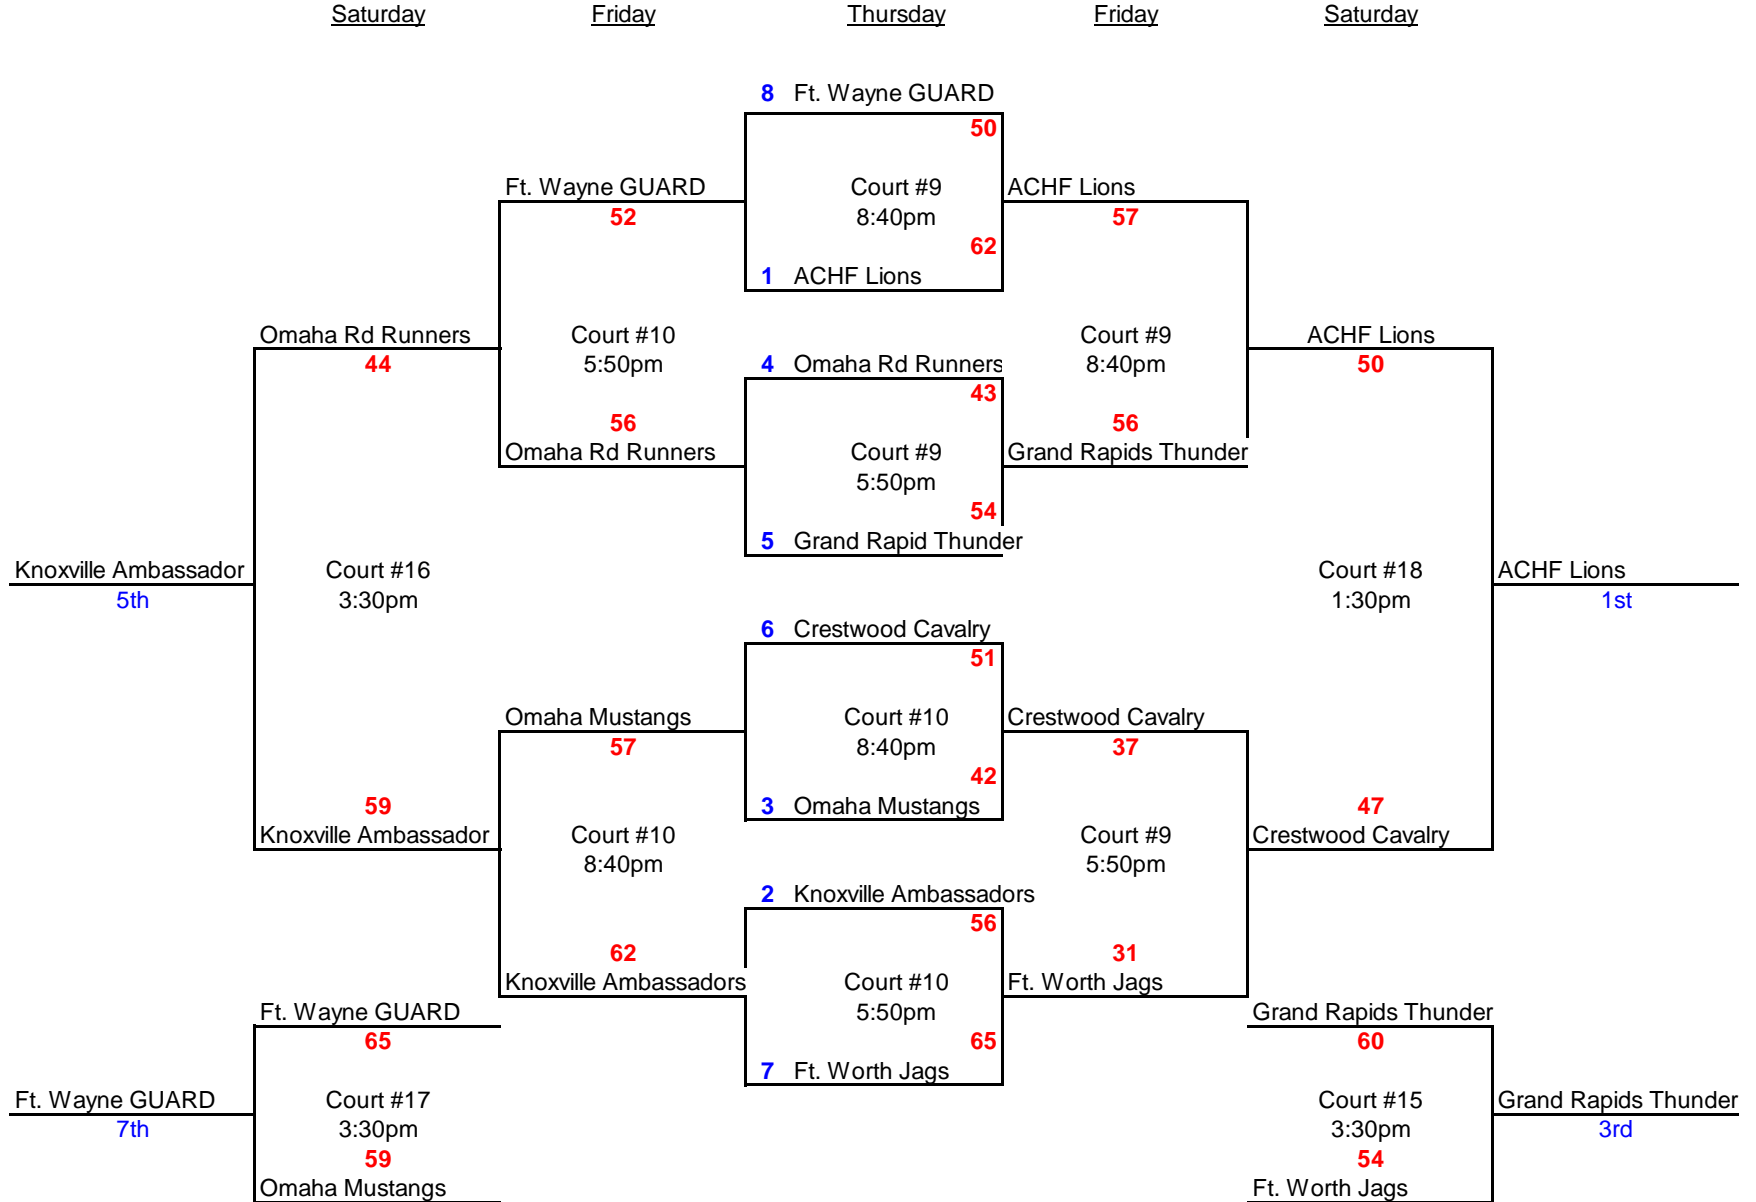 Saturday Friday Thursday Friday Saturday
8 Ft. Wayne GUARD
50
Ft. Wayne GUARD Court #9 ACHF Lions
52 8:40pm 57
62
1 ACHF Lions
Omaha Rd Runners Court #10 Court #9 ACHF Lions
44 5:50pm 4 Omaha Rd Runners 8:40pm 50
43
56 56
Omaha Rd Runners Court #9 Grand Rapids Thunder
5:50pm
54
5 Grand Rapid Thunder
Knoxville Ambassador Court #16 Court #18 ACHF Lions
5th 3:30pm 1:30pm 1st
6 Crestwood Cavalry
51
Omaha Mustangs Court #10 Crestwood Cavalry
57 8:40pm 37
42
59 3 Omaha Mustangs 47
Knoxville Ambassador Court #10 Court #9 Crestwood Cavalry
8:40pm 5:50pm
2 Knoxville Ambassadors
56
62 31
Knoxville Ambassadors Court #10 Ft. Worth Jags
Ft. Wayne GUARD 5:50pm Grand Rapids Thunder
65 65 60
7 Ft. Worth Jags
Ft. Wayne GUARD Court #17 Court #15 Grand Rapids Thunder
7th 3:30pm 3:30pm 3rd
59 54
Omaha Mustangs Ft. Worth Jags